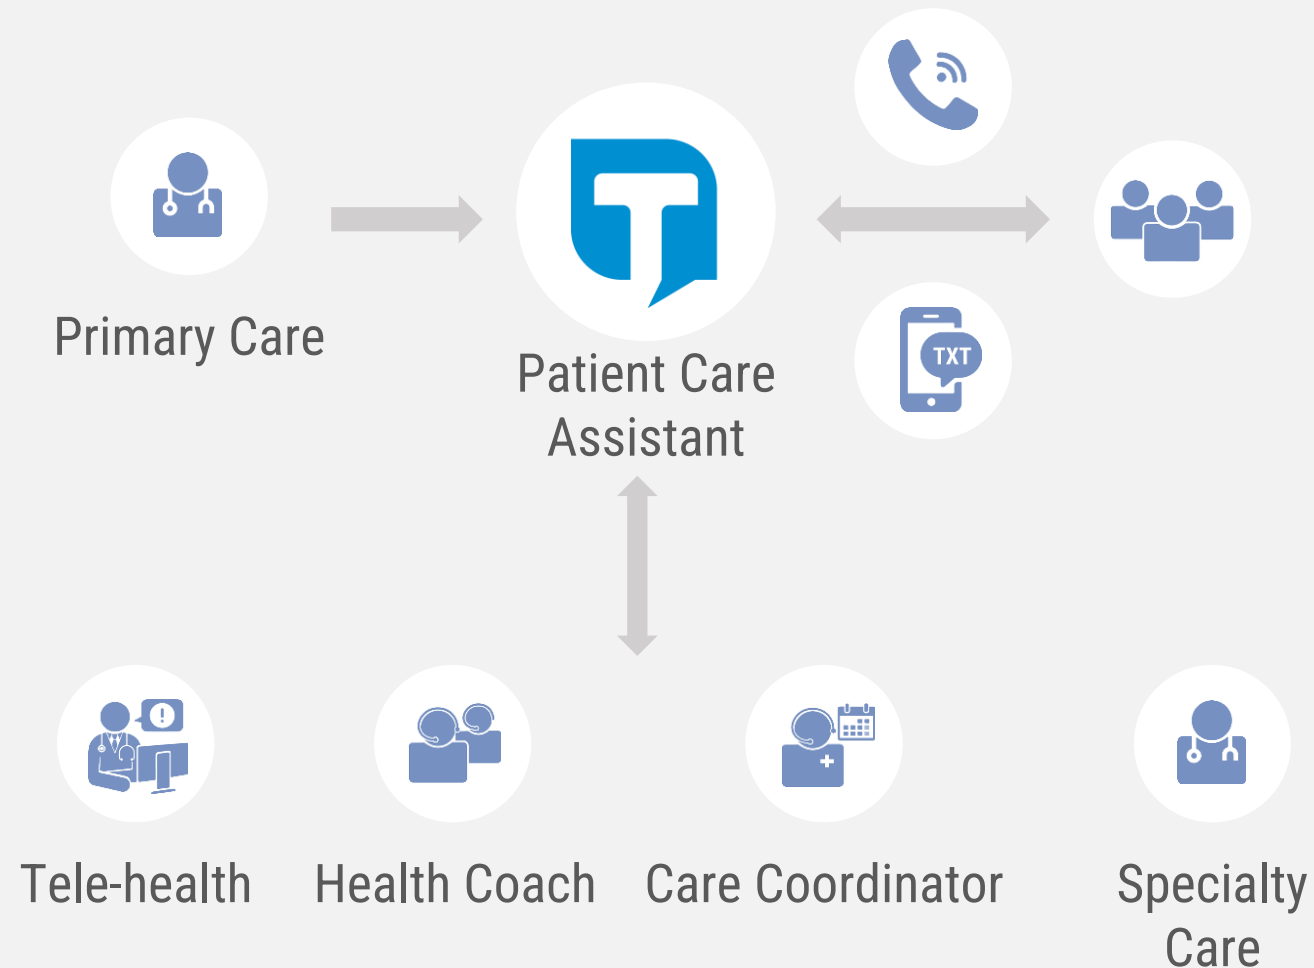 T
Primary Care
Patient Care
Assistant
TXT
Tele-health
Health Coach
Care Coordinator
Specialty
Care